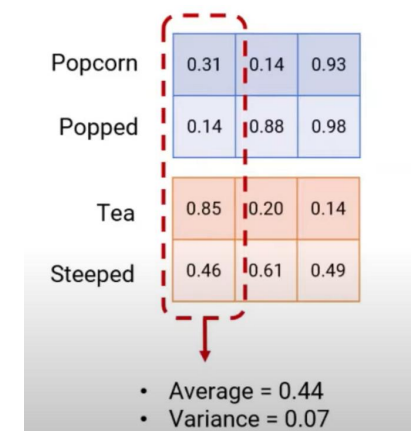 Popcorn 0.31 0.14 0.93
Popped 0.14 0.88 0.98
Tea 0.85 0.20 0.14
Steeped 0.46 0.61 0.49
• Average = 0.44
• Variance = 0.07